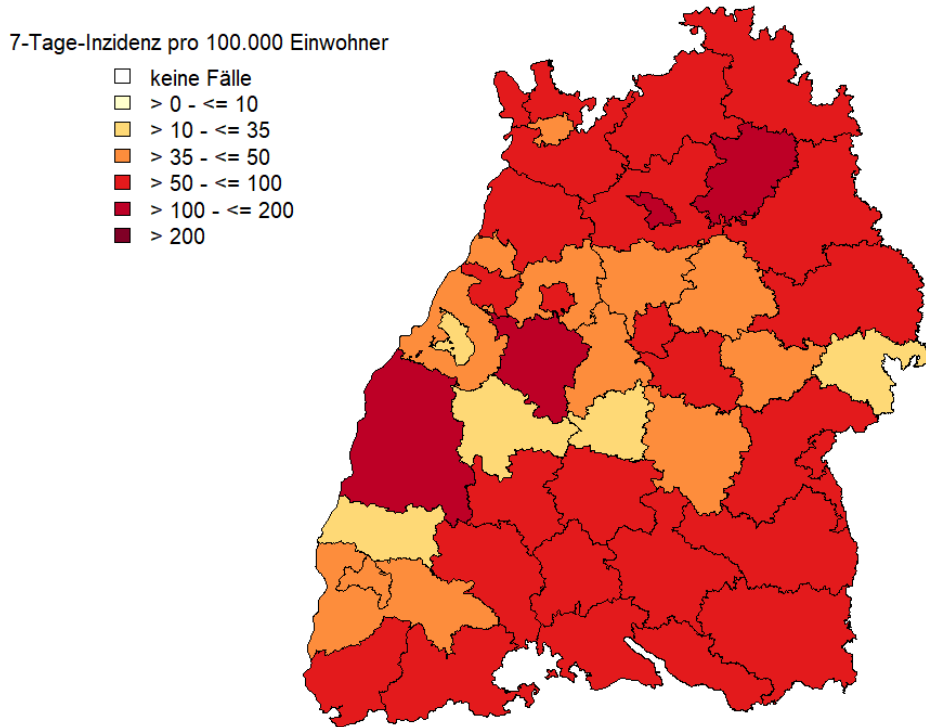 7-Tage-Inzidenz pro 100.000 Einwohner
keine Fälle
> 0 - <= 10
> 10 - <= 35
> 35 - <= 50
> 50 - <= 100
> 100 - <= 200
> 200